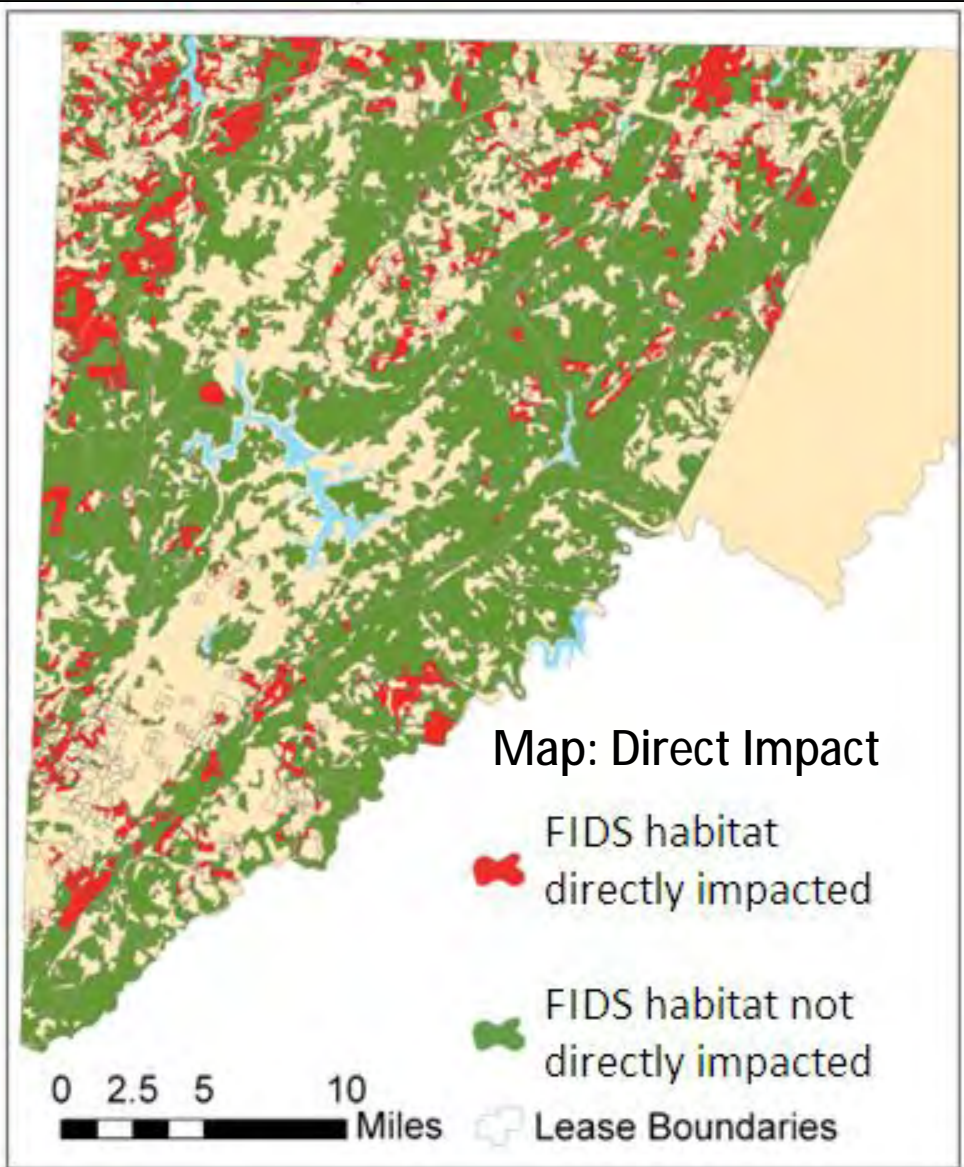 Map: Direct Impact
FIDS habitat
directly impacted
FIDS habitat not
directly impacted
0 2.5 5 10
Miles
Lease Boundaries